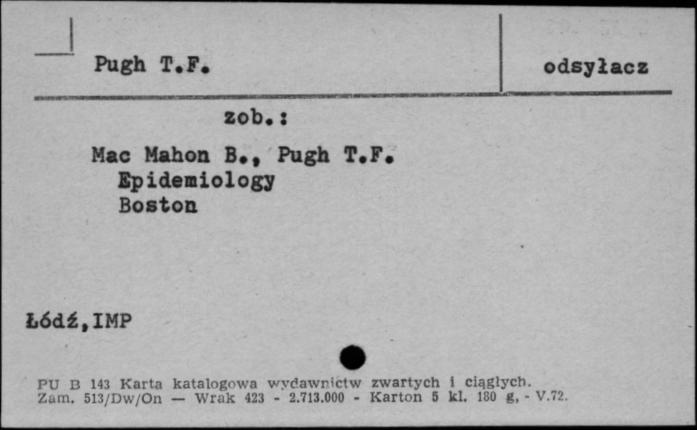 Pugh T.F.
odsyłacz
zob.:
Mac Mahon B., Pugh T.F.
Epidemiology
Boston
Łódź,IMP
PU B 143 Karta katalogowa wydawnictw zwartych i ciągłych.
Zam. 513/Dw/On — Wrak 423 - 2.713.000 - Karton 5 kl. 180 g, - V.72.